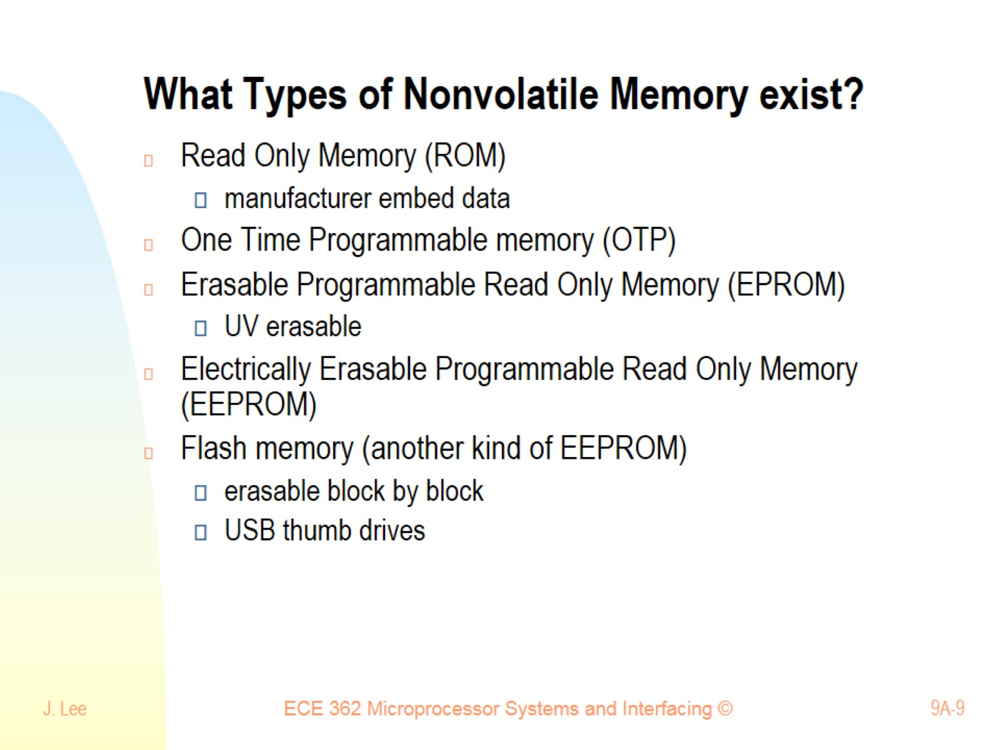 What Types of Nonvolatile Memory exist?
Read Only Memory (ROM)
manufacturer embed data
One Time Programmable memory (OTP)
Erasable Programmable Read Only Memory (EPROM)
UV erasable
Electrically Erasable Programmable Read Only Memory
(EEPROM)
Flash memory (another kind of EEPROM)
erasable block by block
USB thumb drives
J. Lee
ECE 362 Microprocessor Systems and Interfacing ©
9A-9